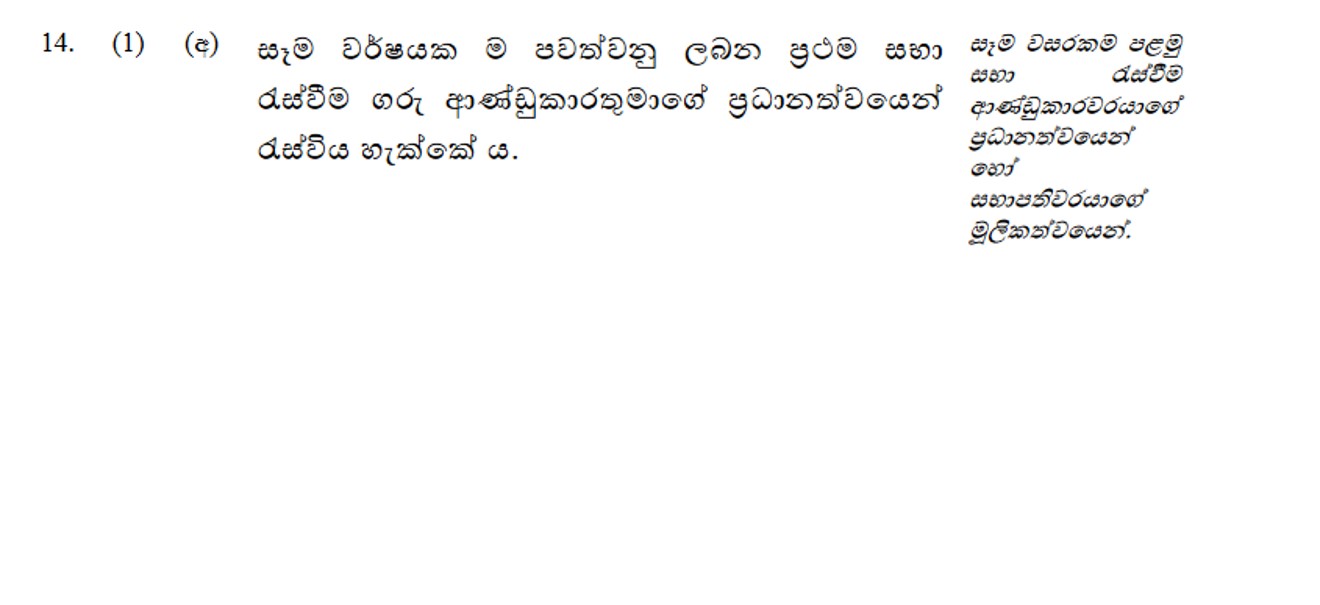 14. (1) (අ) සෑම වර්ෂයක ම පවත්වනු ලබන ප්‍රථම සභා
රැස්වීම ගරු ආණ්ඩුකාරතුමාගේ ප්‍රධානත්වයෙන්
රැස්විය හැක්කේ ය.
සෑම වසරකම පළමු
සභා රැස්වීම
ආණ්ඩුකාරවරයාගේ
ප්‍රධානත්වයෙන්
හෝ
සභාපතිවරයාගේ
මූලිකත්වයෙන්.